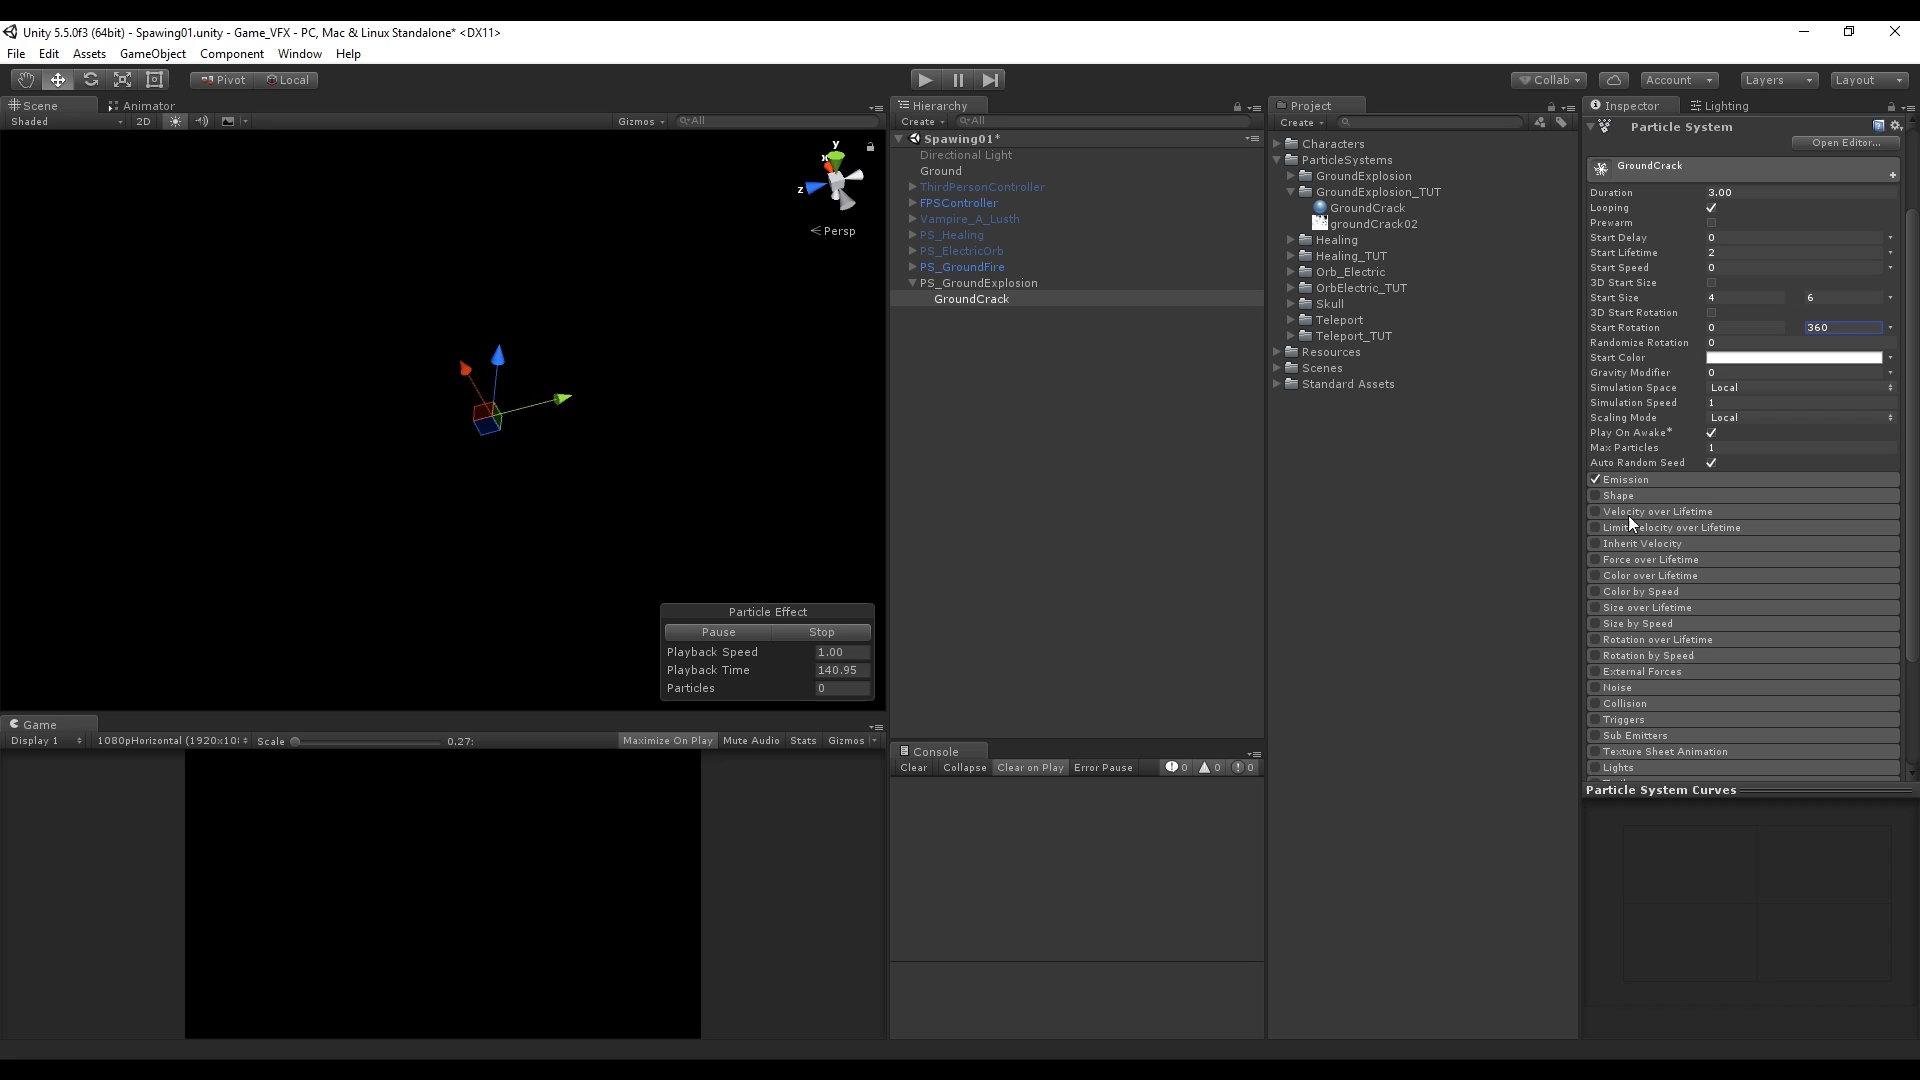 Unity 5.5.0f3 (64bit) - Spawing01.unity - Game_VFX - PC, Mac & Linux Standalone* <DX11>
File Edit Assets GameObject Component Window Help
Pivot Local Collab Account Layers Layout
Scene Animator
Shaded 2D Gizmos All
y
x
z
Persp
Particle Effect
Pause Stop
Playback Speed 1.00
Playback Time 140.95
Particles 0
Game
Display 1 1080pHorizontal (1920x10 Scale 0.27: Maximize On Play Mute Audio Stats Gizmos
Hierarchy
Create All
Spawing01*
Directional Light
Ground
ThirdPersonController
FPSController
Vampire_A_Lusth
PS_Healing
PS_ElectricOrb
PS_GroundFire
PS_GroundExplosion
GroundCrack
Console
Clear Collapse Clear on Play Error Pause 0 0 0
Project
Create
Characters
ParticleSystems
GroundExplosion
GroundExplosion_TUT
GroundCrack
groundCrack02
Healing
Healing_TUT
Orb_Electric
OrbElectric_TUT
Skull
Teleport
Teleport_TUT
Resources
Scenes
Standard Assets
Inspector Lighting
Particle System
Open Editor...
GroundCrack
Duration 3.00
Looping
Prewarm
Start Delay 0
Start Lifetime 2
Start Speed 0
3D Start Size
Start Size 4 6
3D Start Rotation
Start Rotation 0 360
Randomize Rotation 0
Start Color
Gravity Modifier 0
Simulation Space Local
Simulation Speed 1
Scaling Mode Local
Play On Awake*
Max Particles 1
Auto Random Seed
Emission
Shape
Velocity over Lifetime
Limit Velocity over Lifetime
Inherit Velocity
Force over Lifetime
Color over Lifetime
Color by Speed
Size over Lifetime
Size by Speed
Rotation over Lifetime
Rotation by Speed
External Forces
Noise
Collision
Triggers
Sub Emitters
Texture Sheet Animation
Lights
Particle System Curves